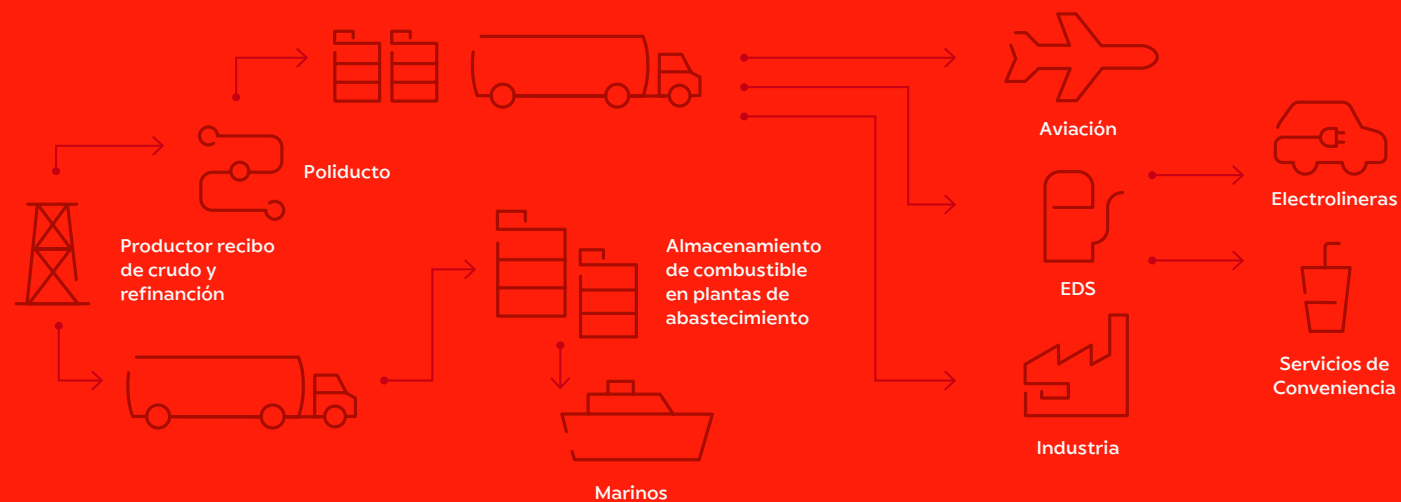 Poliducto
Productor recibo
de crudo y
refinanción
Almacenamiento
de combustible
en plantas de
abastecimiento
Marinos
Aviación
EDS
Industria
Electrolineras
Servicios de
Conveniencia